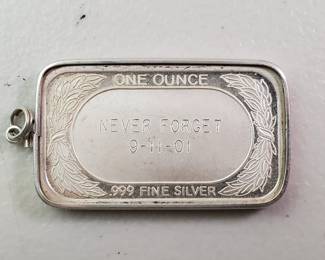 ONE OUNCE
NEVER FORGET
9-11-01
.999 FINE SILVER